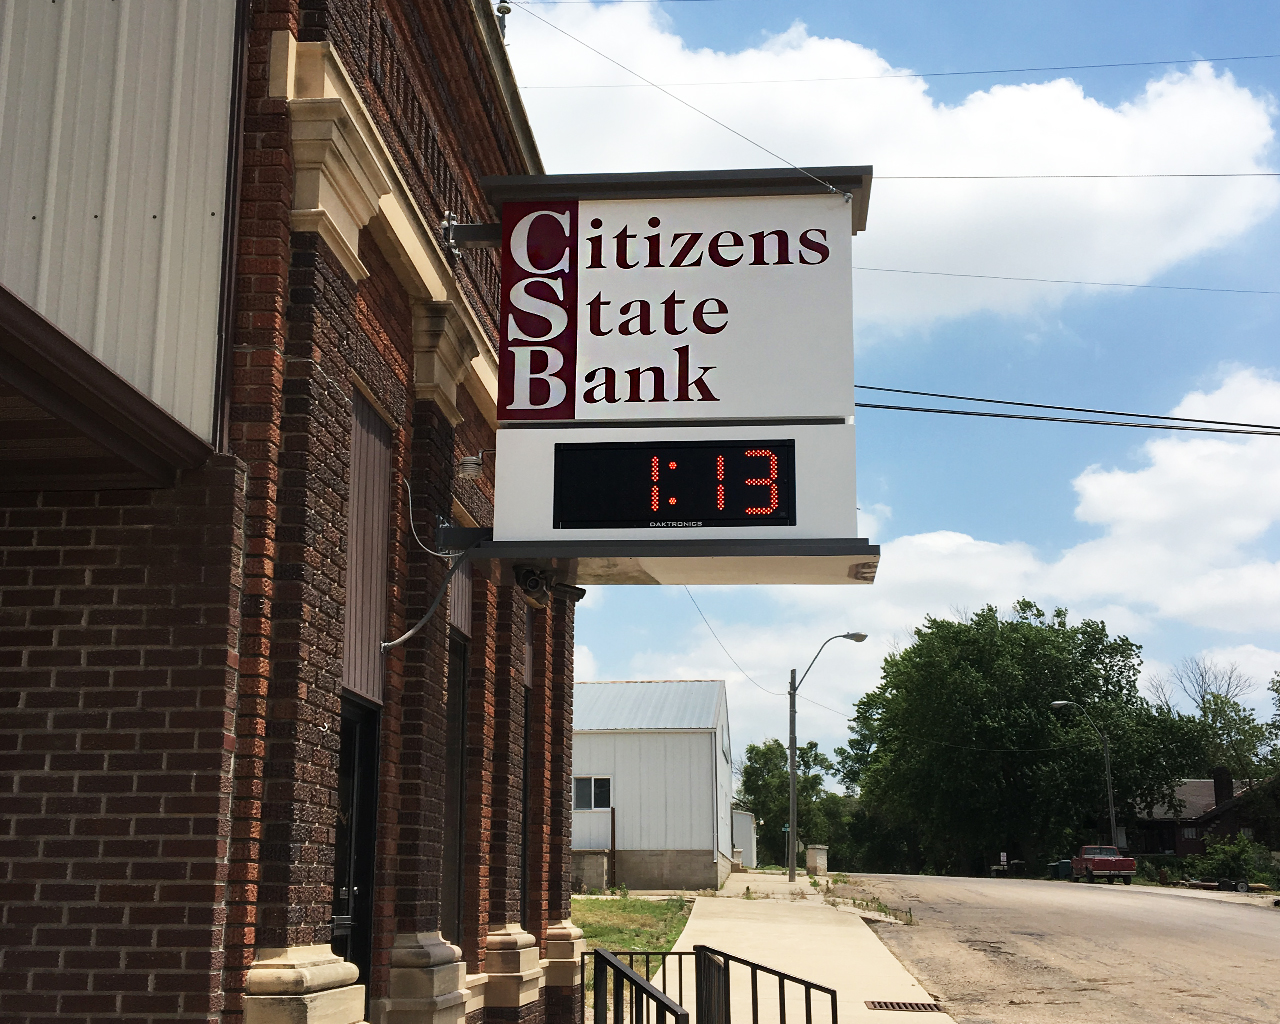 Citizens
State
Bank
1:13
DAKTRONICS